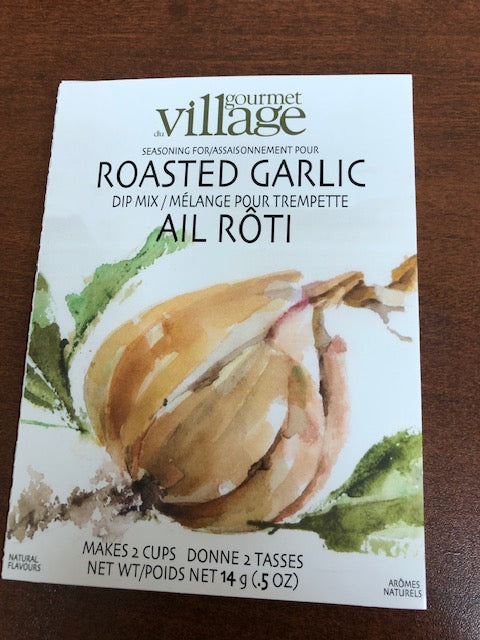 gourmet
du village
SEASONING FOR/ASSAISONNEMENT POUR
ROASTED GARLIC
DIP MIX / MÉLANGE POUR TREMPETTE
AIL RÔTI
NATURAL
FLAVOURS
MAKES 2 CUPS DONNE 2 TASSES
NET WT/POIDS NET 14 g (.5 OZ)
ARÔMES
NATURELS